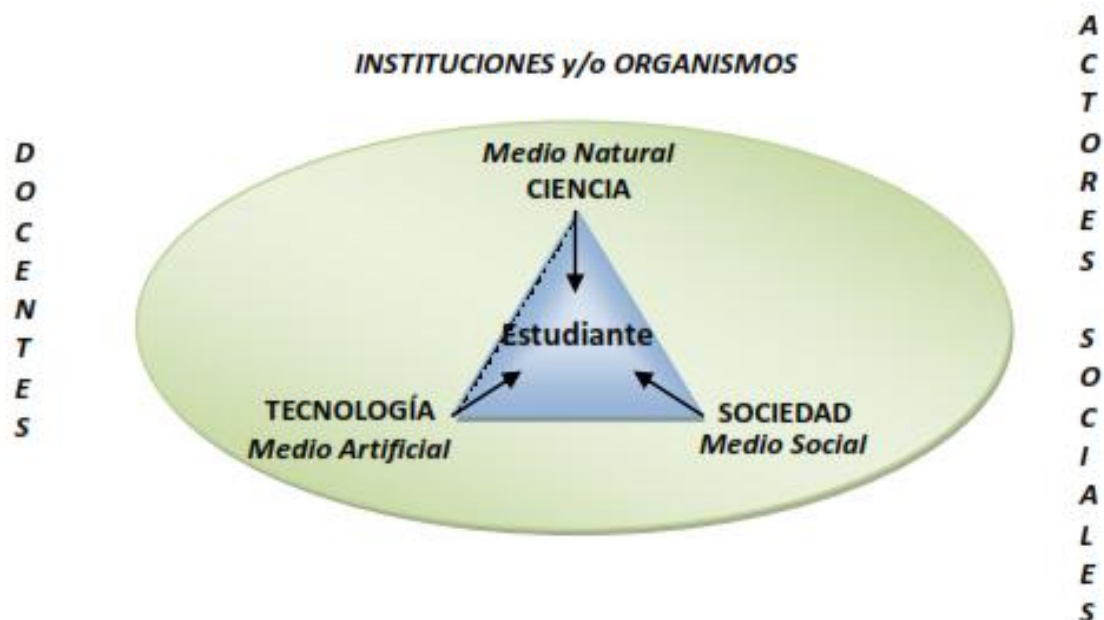 INSTITUCIONES y/o ORGANISMOS
DOCENTES
Medio Natural
CIENCIA
Estudiante
TECNOLOGÍA
Medio Artificial
SOCIEDAD
Medio Social
ACTORES SOCIALES